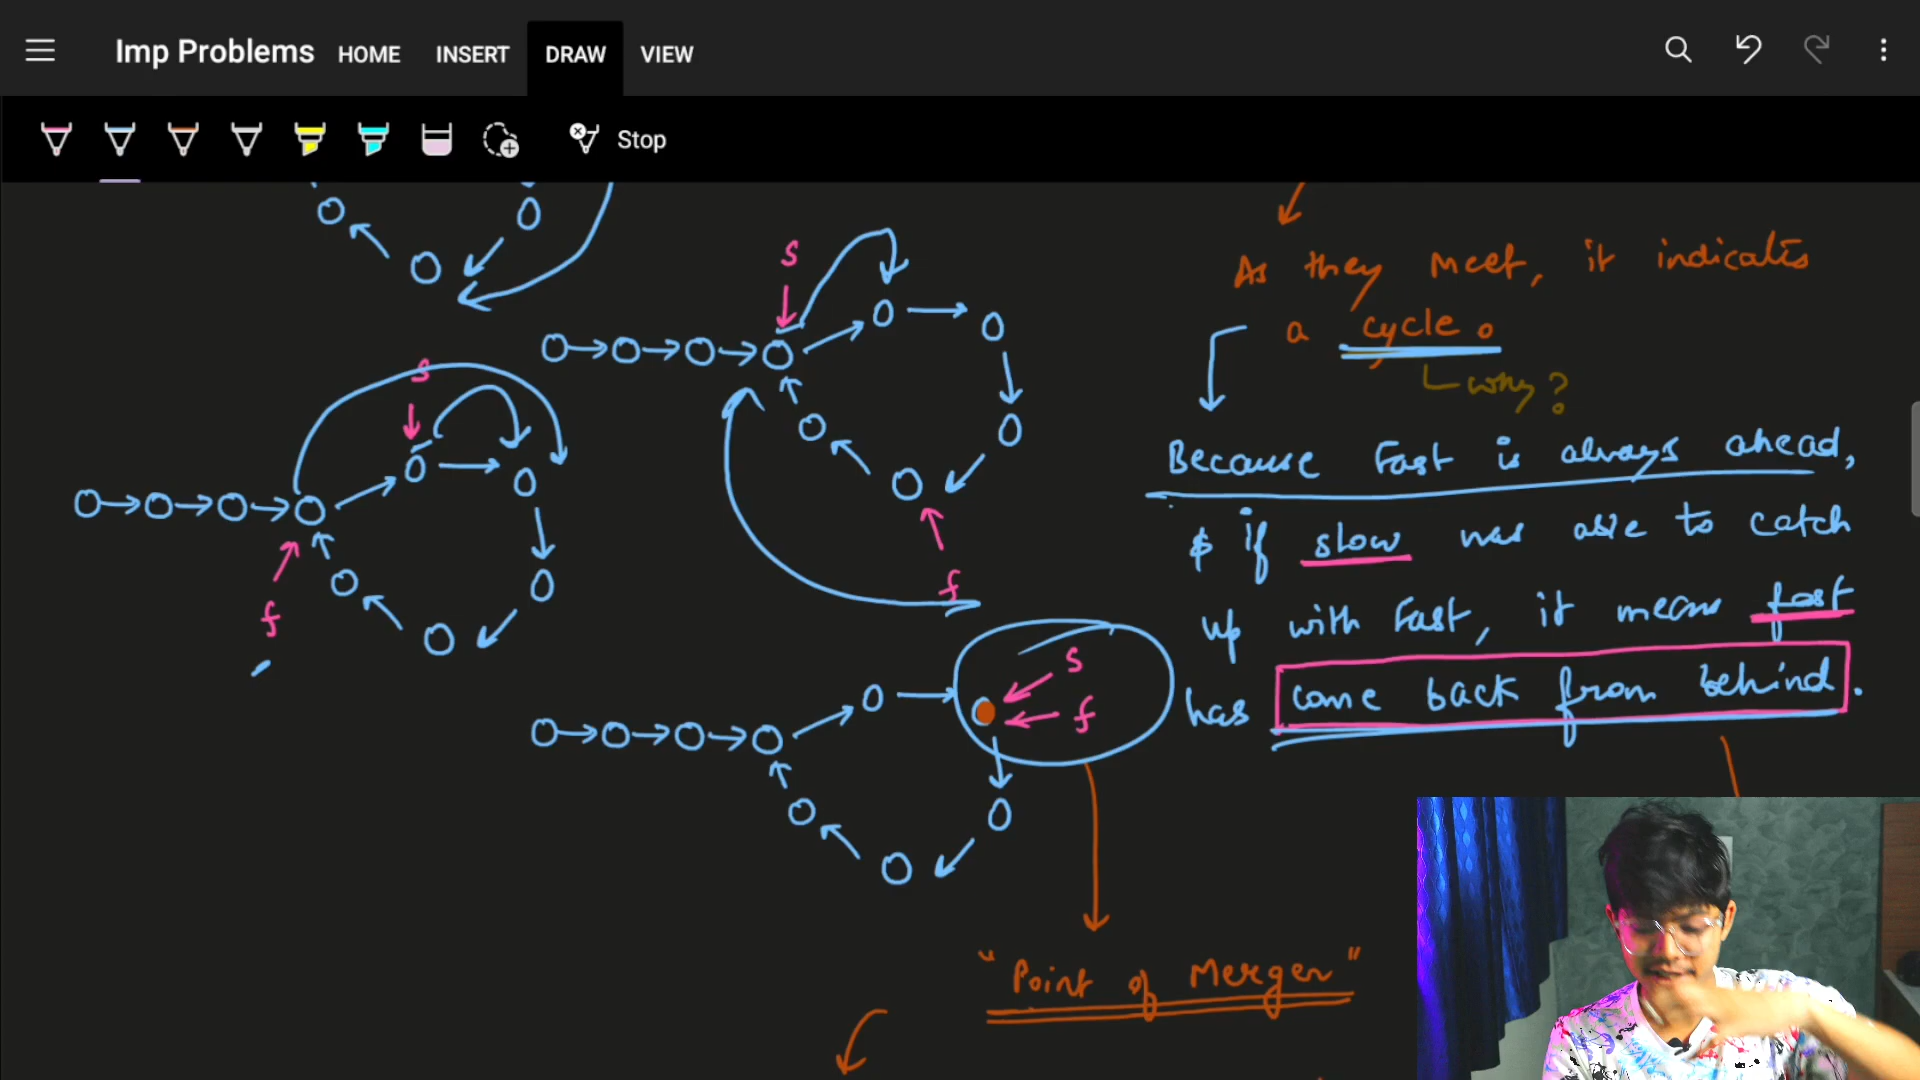 Imp Problems HOME INSERT DRAW VIEW
Stop
s
s
f
f
s
f
As they meet, it indicates
a cycle.
why?
Because Fast is always ahead,
& if slow was able to catch
up with Fast, it means fast
has come back from behind.
"Point of Merger"